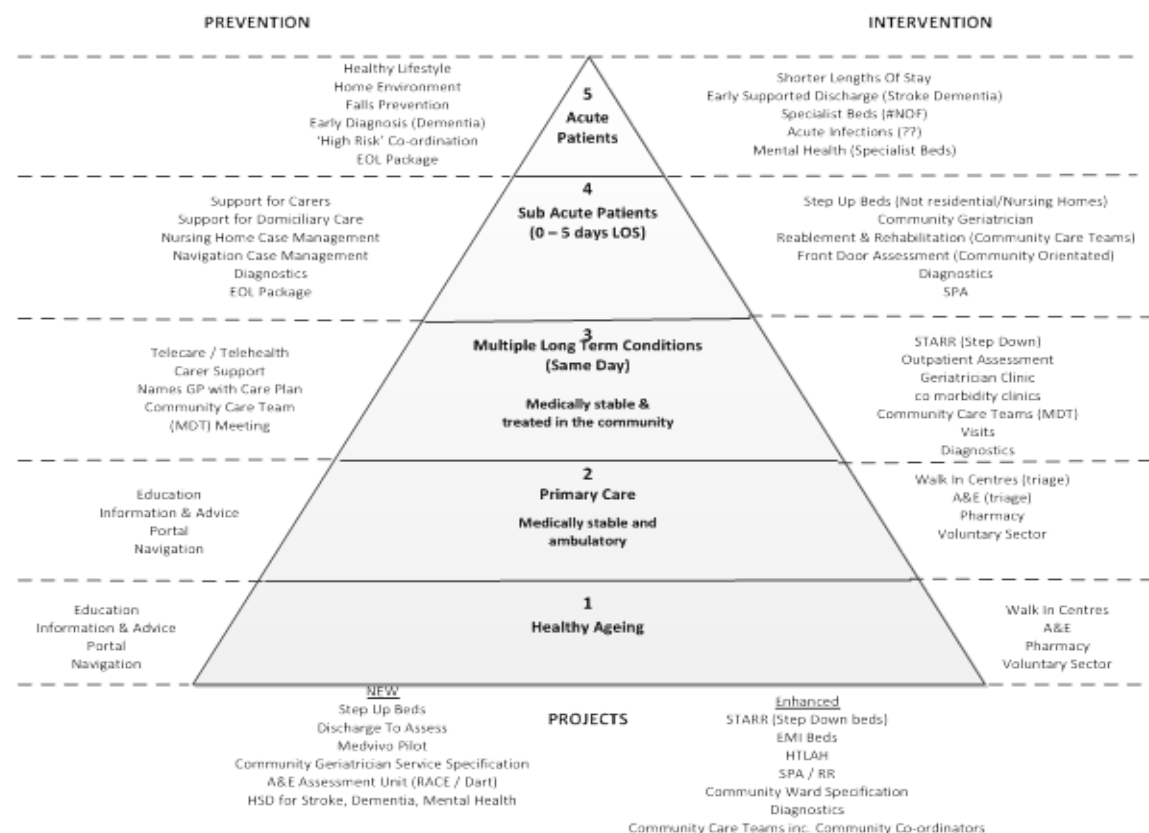 PREVENTION
INTERVENTION
Healthy Lifestyle
Home Environment
Falls Prevention
Early Diagnosis (Dementia)
'High Risk' Co-ordination
EOL Package
5
Acute
Patients
Shorter Lengths Of Stay
Early Supported Discharge (Stroke Dementia)
Specialist Beds (#NOF)
Acute Infections (??)
Mental Health (Specialist Beds)
Support for Carers
Support for Domiciliary Care
Nursing Home Case Management
Navigation Case Management
Diagnostics
EOL Package
4
Sub Acute Patients
(0 – 5 days LOS)
Step Up Beds (Not residential/Nursing Homes)
Community Geriatrician
Reablement & Rehabilitation (Community Care Teams)
Front Door Assessment (Community Orientated)
Diagnostics
SPA
Telecare / Telehealth
Carer Support
Names GP with Care Plan
Community Care Team
(MDT) Meeting
3
Multiple Long Term Conditions
(Same Day)
Medically stable &
treated in the community
STARR (Step Down)
Outpatient Assessment
Geriatrician Clinic
co morbidity clinics
Community Care Teams (MDT)
Visits
Diagnostics
Education
Information & Advice
Portal
Navigation
2
Primary Care
Medically stable and
ambulatory
Walk In Centres (triage)
A&E (triage)
Pharmacy
Voluntary Sector
Education
Information & Advice
Portal
Navigation
1
Healthy Ageing
Walk In Centres
A&E
Pharmacy
Voluntary Sector
NEW
Step Up Beds
Discharge To Assess
Medvivo Pilot
Community Geriatrician Service Specification
A&E Assessment Unit (RACE / Dart)
HSD for Stroke, Dementia, Mental Health
PROJECTS
Enhanced
STARR (Step Down beds)
EMI Beds
HTLAH
SPA / RR
Community Ward Specification
Diagnostics
Community Care Teams inc. Community Co-ordinators